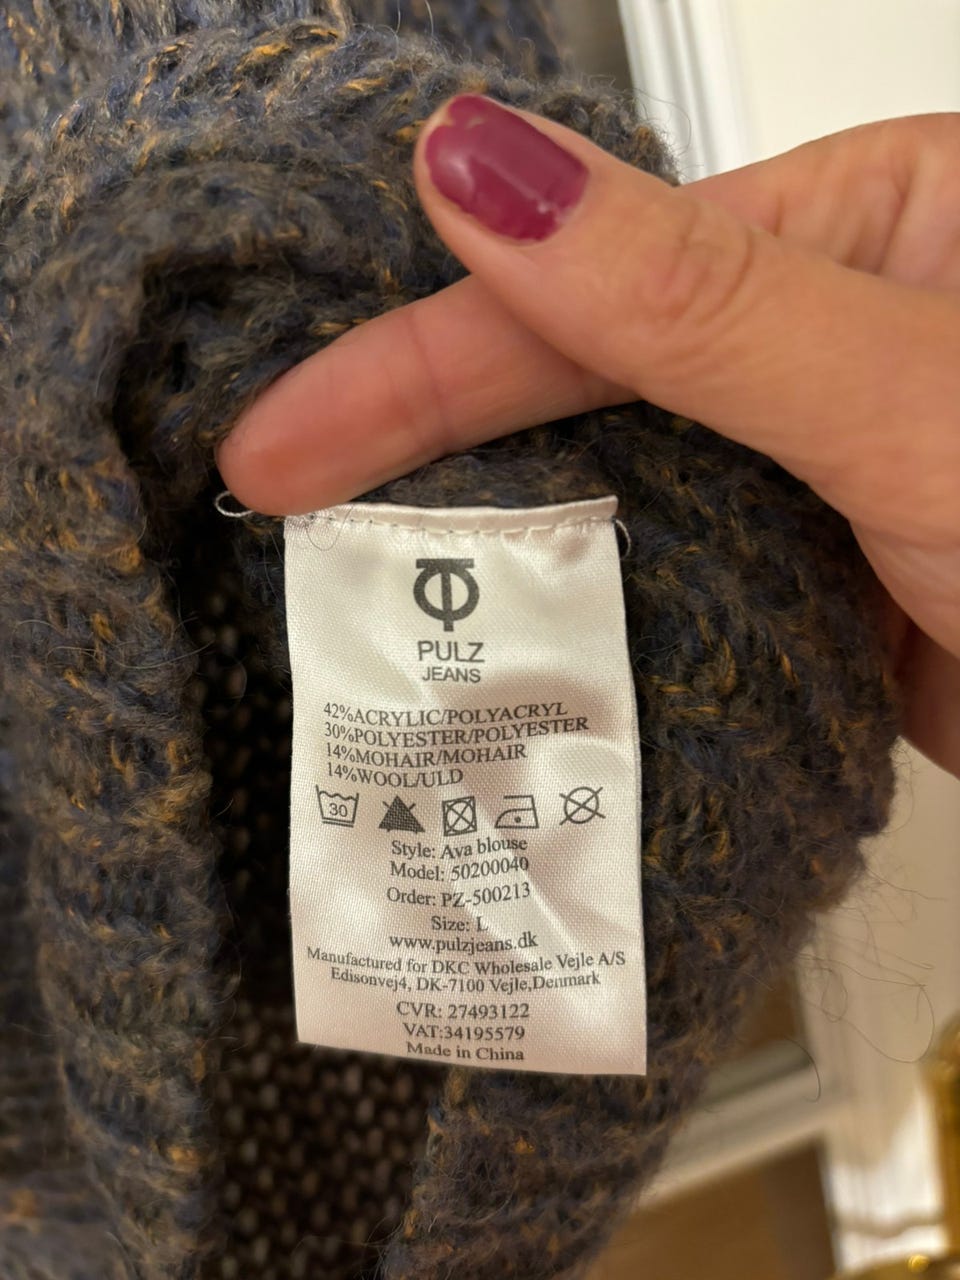 PULZ
JEANS
42%ACRYLIC/POLYACRYL
30%POLYESTER/POLYESTER
14%MOHAIR/MOHAIR
14%WOOL/ULD
30
Style: Ava blouse
Model: 50200040
Order: PZ-500213
Size: L
www.pulzjeans.dk
Manufactured for DKC Wholesale Vejle A/S
Edisonvej4, DK-7100 Vejle,Denmark
CVR: 27493122
VAT:34195579
Made in China